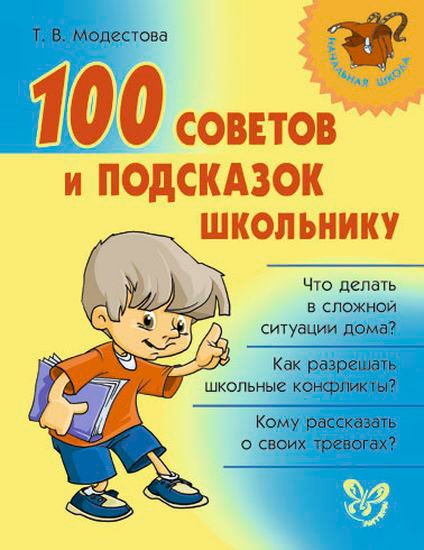 Т. В. Модестова
НАЧАЛЬНАЯ ШКОЛА
100 СОВЕТОВ
И ПОДСКАЗОК
ШКОЛЬНИКУ
Что делать
в сложной
ситуации дома?
Как разрешать
школьные конфликты?
Кому рассказать
о своих тревогах?
ЛИТЕРА